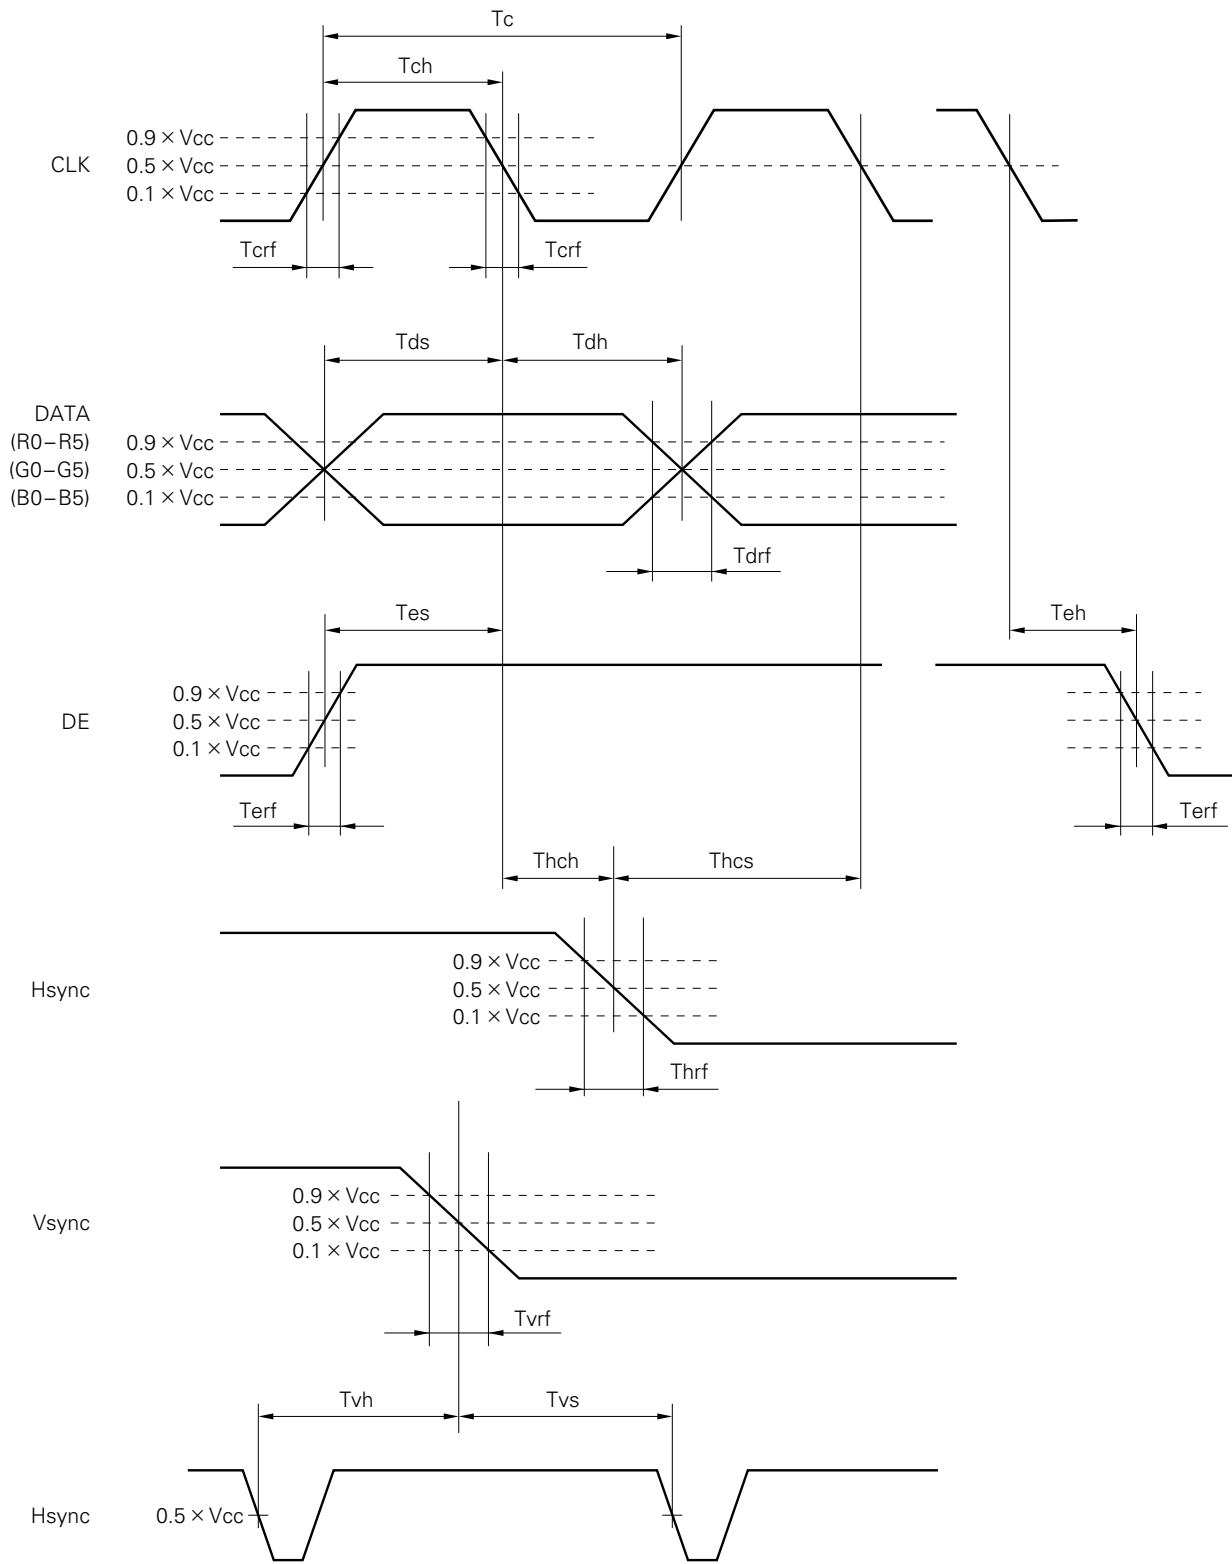 Tc
Tch
0.9 × Vcc
CLK 0.5 × Vcc
0.1 × Vcc
Tcrf Tcrf
Tds Tdh
DATA
(R0–R5) 0.9 × Vcc
(G0–G5) 0.5 × Vcc
(B0–B5) 0.1 × Vcc
Tdrf
Tes Teh
0.9 × Vcc
DE 0.5 × Vcc
0.1 × Vcc
Terf Terf
Thch Thcs
0.9 × Vcc
Hsync 0.5 × Vcc
0.1 × Vcc
Thrf
0.9 × Vcc
Vsync 0.5 × Vcc
0.1 × Vcc
Tvrf
Tvh Tvs
Hsync 0.5 × Vcc